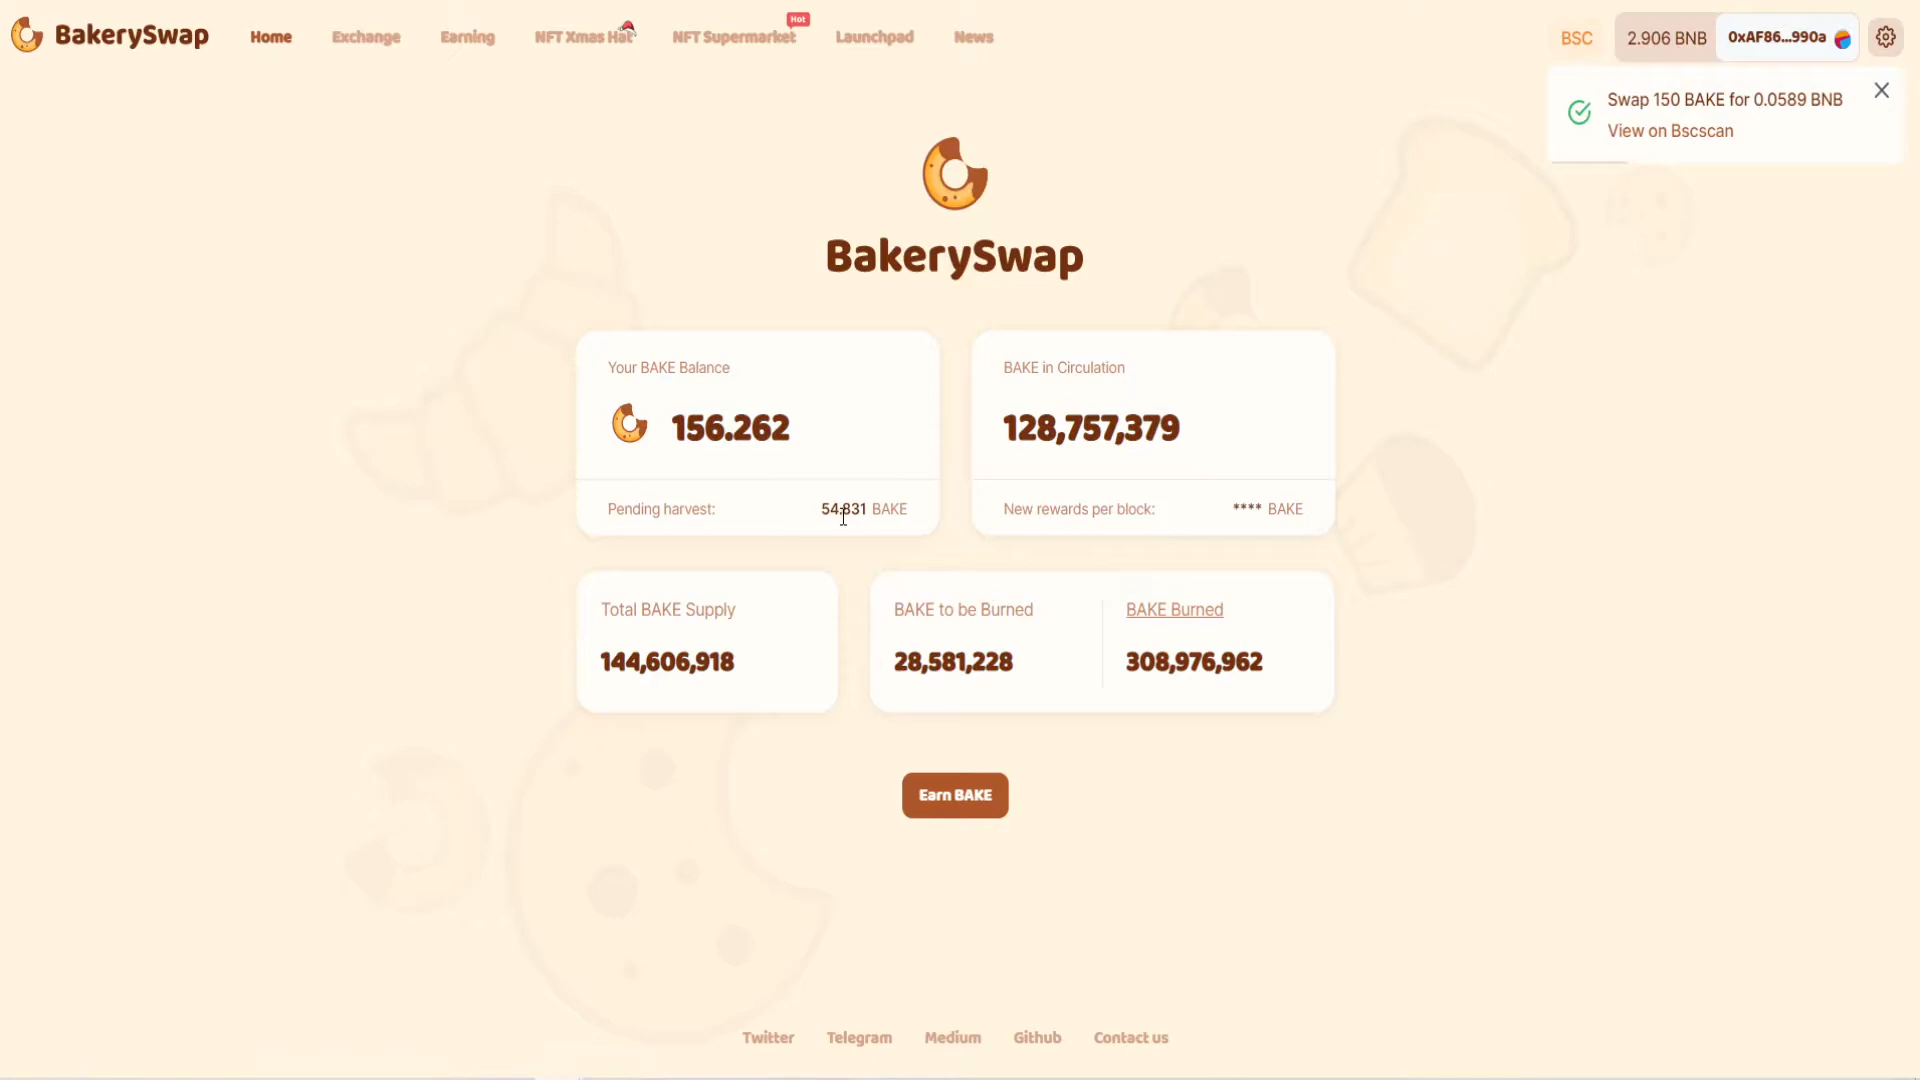 BakerySwap
Home
Exchange
Earning
NFT Xmas Hat
NFT Supermarket
Hot
Launchpad
News
BSC
2.906 BNB
0xAF86...990a
Swap 150 BAKE for 0.0589 BNB
View on Bscscan
BakerySwap
Your BAKE Balance
156.262
Pending harvest:
54.831 BAKE
BAKE in Circulation
128,757,379
New rewards per block:
**** BAKE
Total BAKE Supply
144,606,918
BAKE to be Burned
28,581,228
BAKE Burned
308,976,962
Earn BAKE
Twitter
Telegram
Medium
Github
Contact us